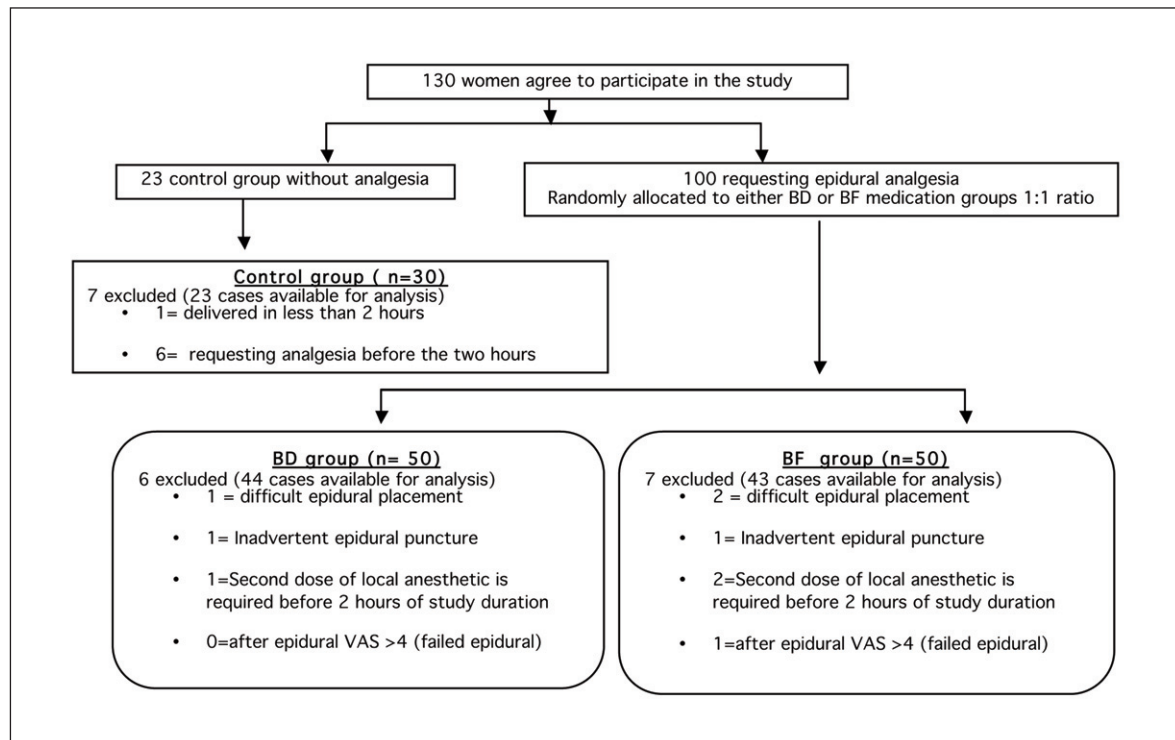 130 women agree to participate in the study
23 control group without analgesia
100 requesting epidural analgesia
Randomly allocated to either BD or BF medication groups 1:1 ratio
Control group ( n=30)
7 excluded (23 cases available for analysis)
• 1= delivered in less than 2 hours
• 6= requesting analgesia before the two hours
BD group (n= 50)
6 excluded (44 cases available for analysis)
• 1 = difficult epidural placement
• 1= Inadvertent epidural puncture
• 1=Second dose of local anesthetic is
required before 2 hours of study duration
• 0=after epidural VAS >4 (failed epidural)
BF group (n=50)
7 excluded (43 cases available for analysis)
• 2 = difficult epidural placement
• 1= Inadvertent epidural puncture
• 2=Second dose of local anesthetic is
required before 2 hours of study duration
• 1=after epidural VAS >4 (failed epidural)